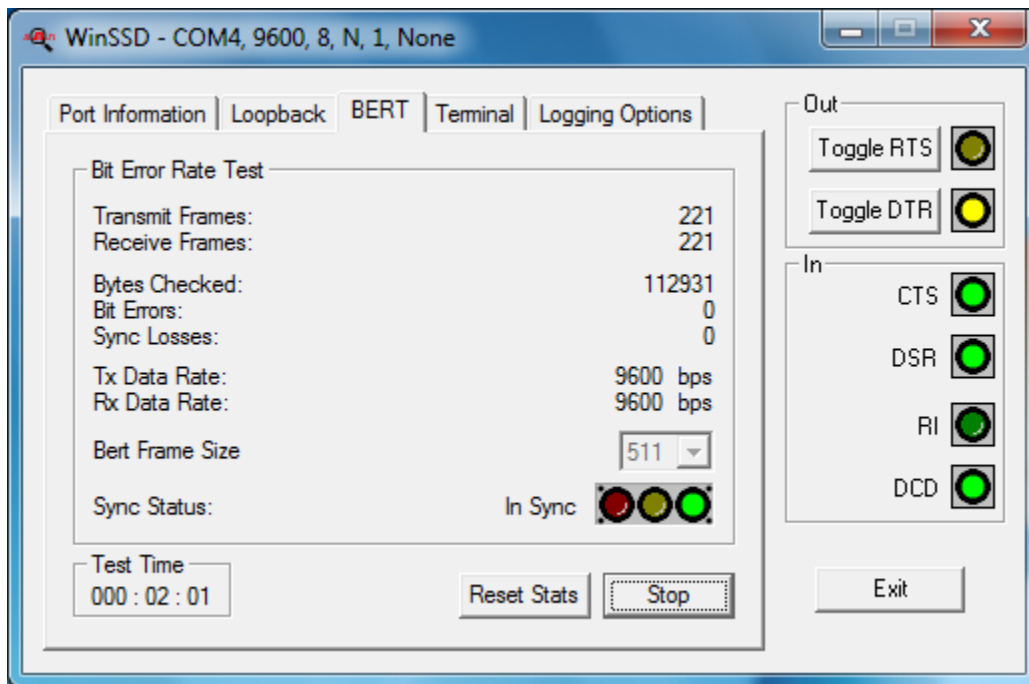 WinSSD - COM4, 9600, 8, N, 1, None
Port Information Loopback BERT Terminal Logging Options
Bit Error Rate Test
Transmit Frames: 221
Receive Frames: 221
Bytes Checked: 112931
Bit Errors: 0
Sync Losses: 0
Tx Data Rate: 9600 bps
Rx Data Rate: 9600 bps
Bert Frame Size 511
Sync Status: In Sync
Test Time
000 : 02 : 01
Reset Stats Stop
Out
Toggle RTS
Toggle DTR
In
CTS
DSR
RI
DCD
Exit